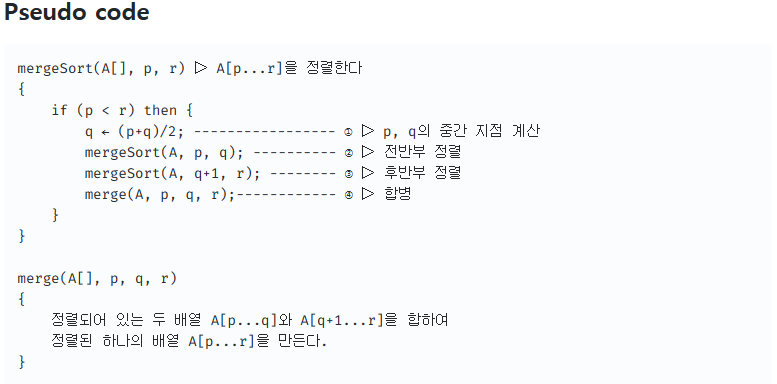 Pseudo code
mergeSort(A[], p, r) ▷ A[p...r]을 정렬한다
{
    if (p < r) then {
        q ← (p+q)/2; ----------------- ① ▷ p, q의 중간 지점 계산
        mergeSort(A, p, q); ---------- ② ▷ 전반부 정렬
        mergeSort(A, q+1, r); -------- ③ ▷ 후반부 정렬
        merge(A, p, q, r);------------ ④ ▷ 합병
    }
}
merge(A[], p, q, r)
{
    정렬되어 있는 두 배열 A[p...q]와 A[q+1...r]을 합하여
    정렬된 하나의 배열 A[p...r]을 만든다.
}